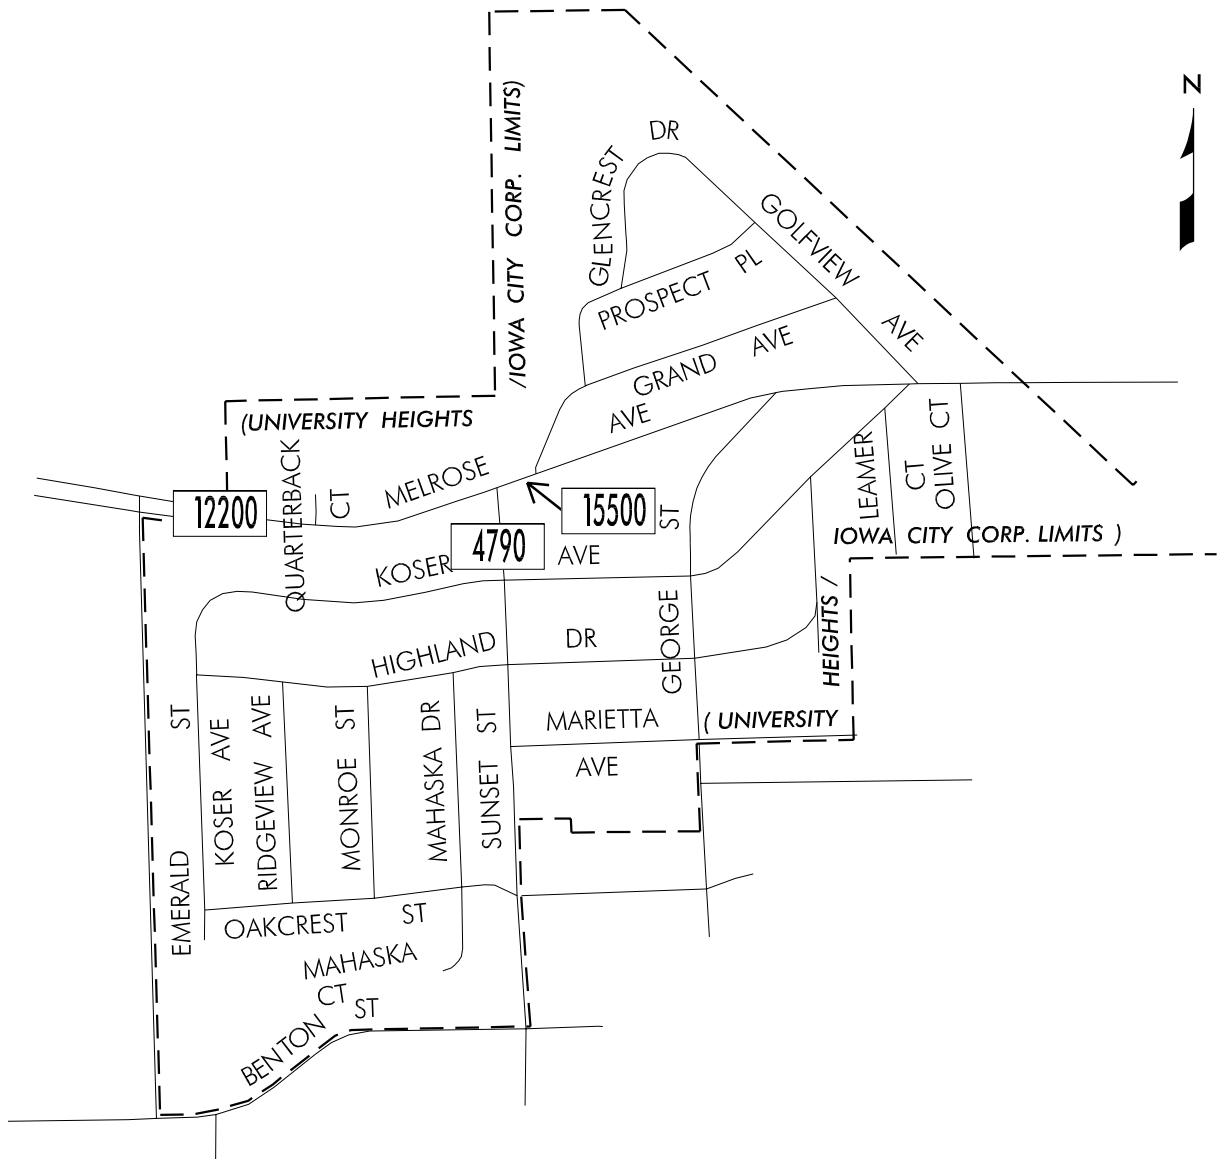 N
DR
GLENCREST
GOLFVIEW
AVE
PROSPECT PL
GRAND AVE
/IOWA CITY CORP. LIMITS)
(UNIVERSITY HEIGHTS
AVE
MELROSE
QUARTERBACK
CT
12200
15500
4790
ST
LEAMER
CT
OLIVE CT
IOWA CITY CORP. LIMITS )
KOSER AVE
HEIGHTS /
GEORGE
HIGHLAND DR
( UNIVERSITY
MARIETTA
AVE
EMERALD ST
KOSER AVE
RIDGEVIEW AVE
MONROE ST
MAHASKA DR
SUNSET ST
OAKCREST ST
MAHASKA
CT
BENTON ST